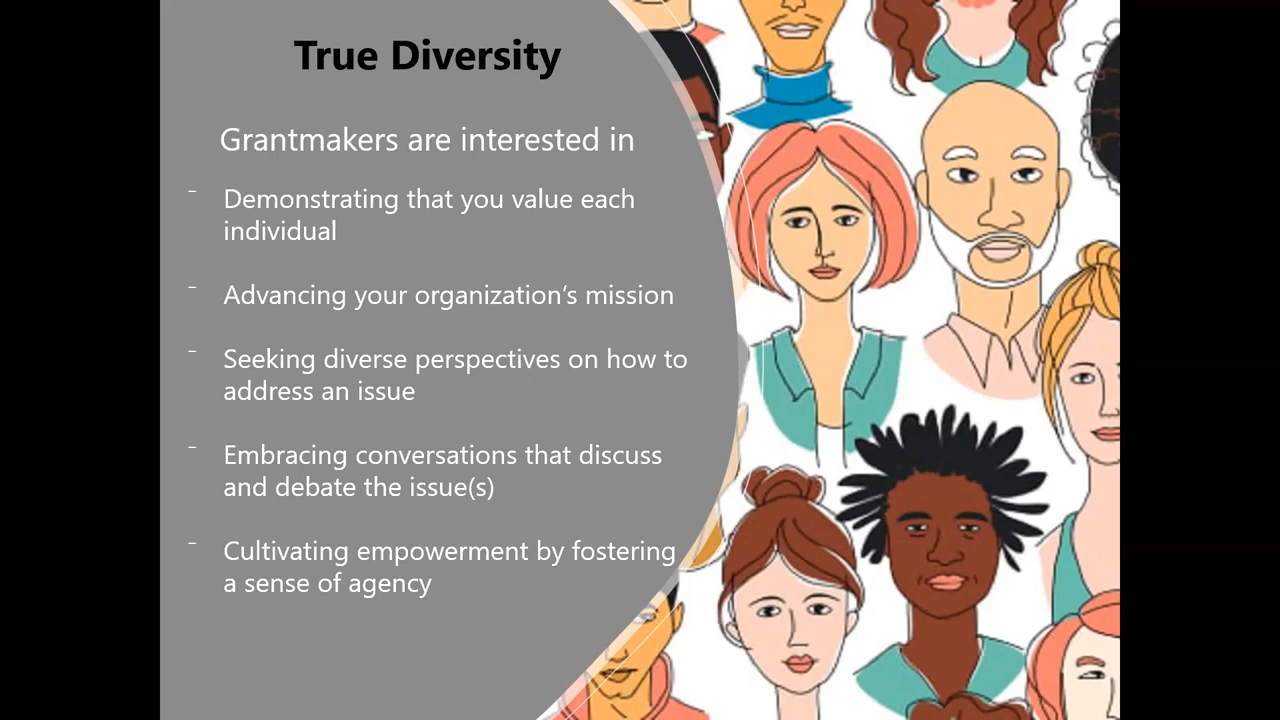 True Diversity
Grantmakers are interested in
- Demonstrating that you value each
individual
- Advancing your organization’s mission
- Seeking diverse perspectives on how to
address an issue
- Embracing conversations that discuss
and debate the issue(s)
- Cultivating empowerment by fostering
a sense of agency